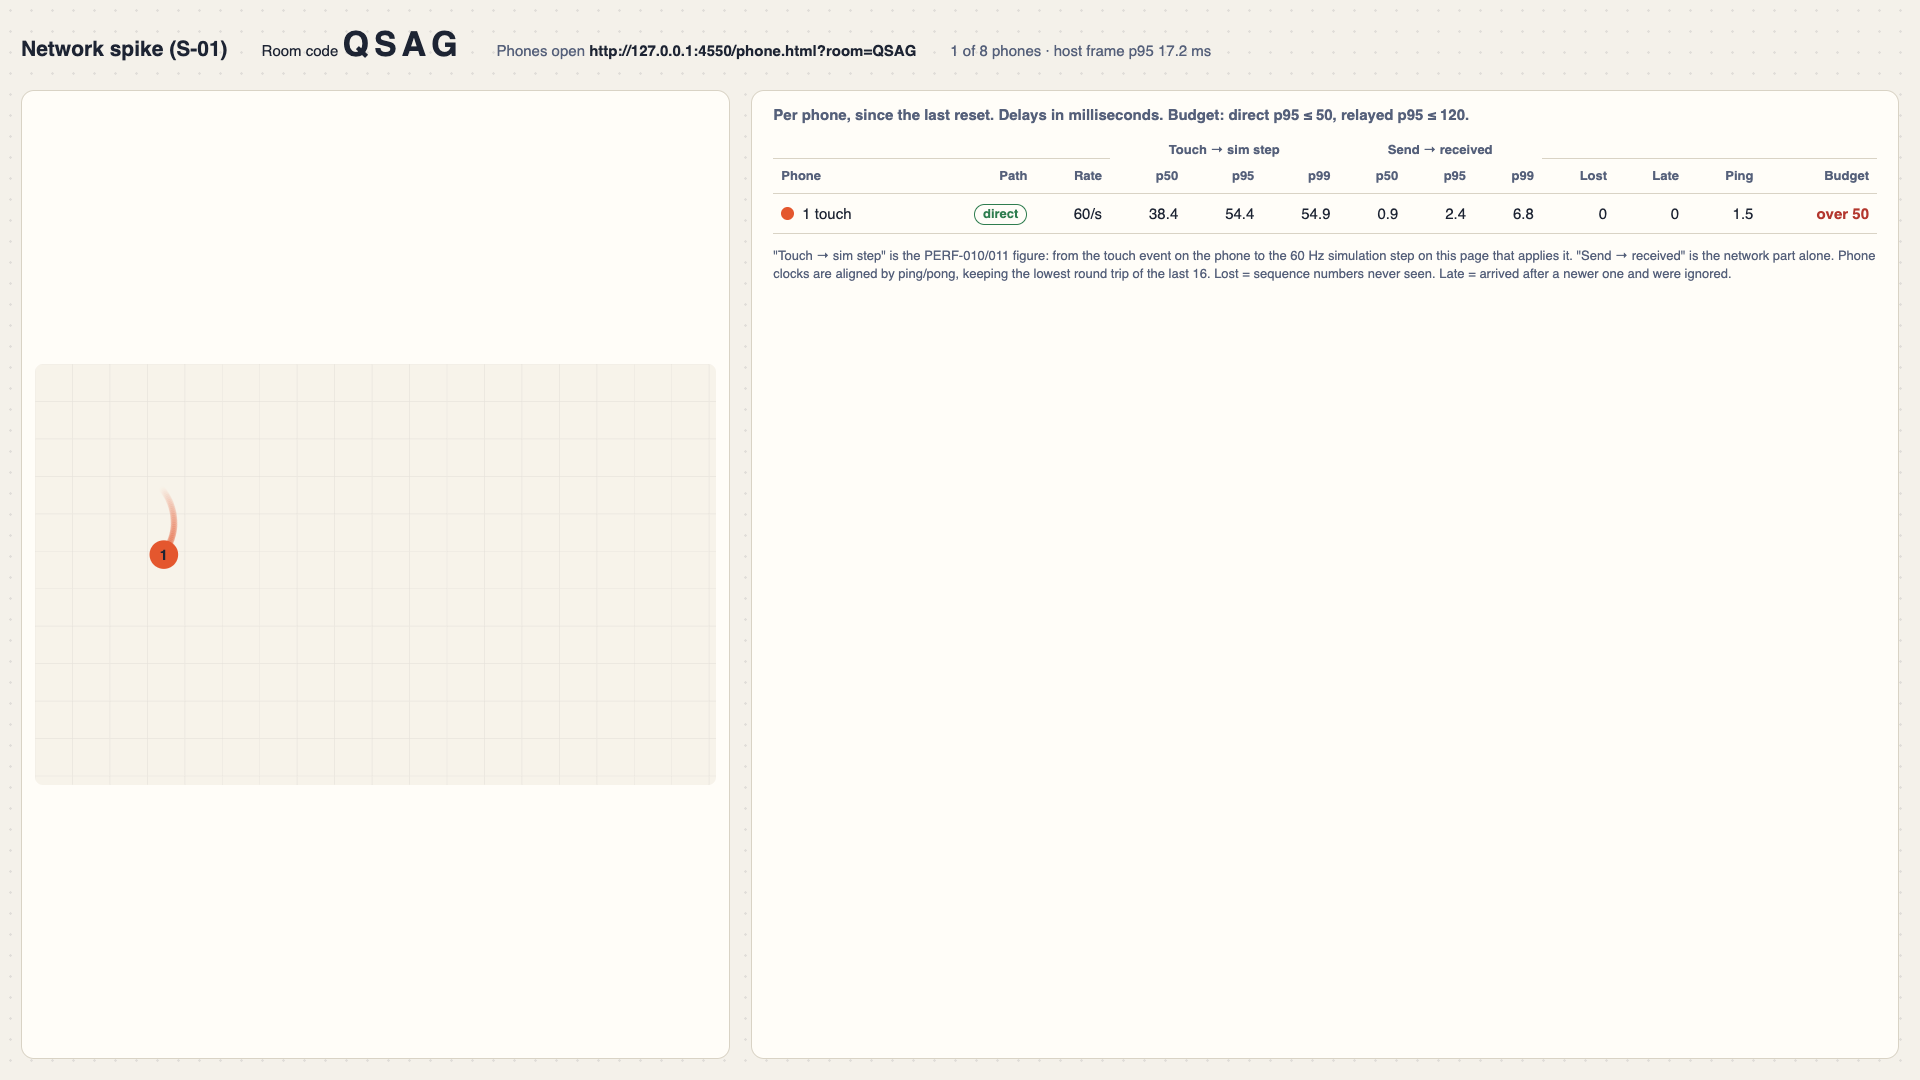 Network spike (S-01) Room code QSAG Phones open http://127.0.0.1:4550/phone.html?room=QSAG 1 of 8 phones · host frame p95 17.2 ms
Per phone, since the last reset. Delays in milliseconds. Budget: direct p95 ≤ 50, relayed p95 ≤ 120.
Touch → sim step Send → received
Phone Path Rate p50 p95 p99 p50 p95 p99 Lost Late Ping Budget
1 touch direct 60/s 38.4 54.4 54.9 0.9 2.4 6.8 0 0 1.5 over 50
"Touch → sim step" is the PERF-010/011 figure: from the touch event on the phone to the 60 Hz simulation step on this page that applies it. "Send → received" is the network part alone. Phone
clocks are aligned by ping/pong, keeping the lowest round trip of the last 16. Lost = sequence numbers never seen. Late = arrived after a newer one and were ignored.
1